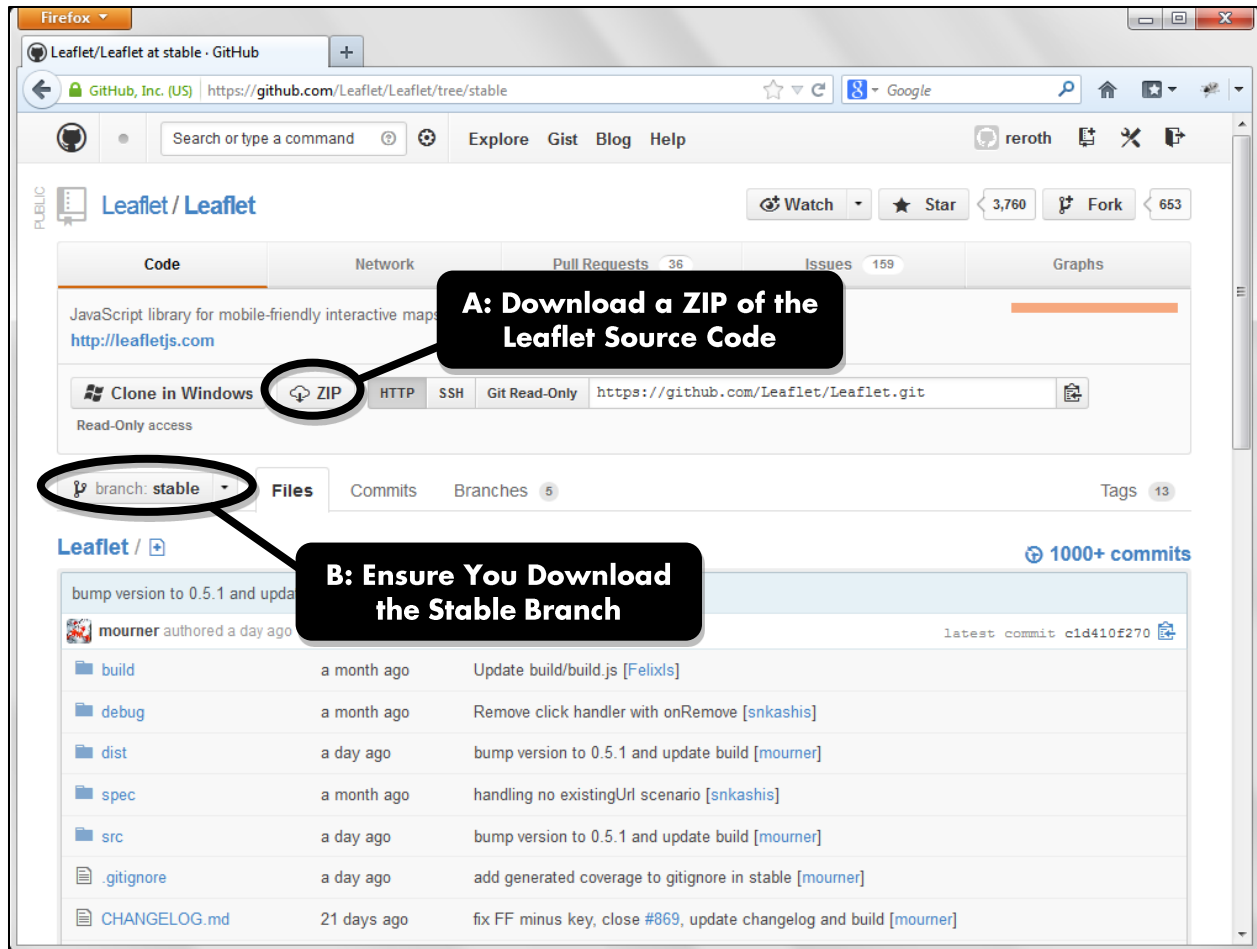 Firefox
Leaflet/Leaflet at stable · GitHub
GitHub, Inc. (US) https://github.com/Leaflet/Leaflet/tree/stable
Google
Search or type a command
Explore Gist Blog Help
reroth
PUBLIC
Leaflet / Leaflet
Watch
Star 3,760
Fork 653
Code Network Pull Requests 36 Issues 159 Graphs
JavaScript library for mobile-friendly interactive maps
http://leafletjs.com
A: Download a ZIP of the
Leaflet Source Code
Clone in Windows ZIP HTTP SSH Git Read-Only https://github.com/Leaflet/Leaflet.git
Read-Only access
branch: stable Files Commits Branches 5 Tags 13
Leaflet / 1000+ commits
B: Ensure You Download
the Stable Branch
bump version to 0.5.1 and upda
mourner authored a day ago latest commit c1d410f270
build a month ago Update build/build.js [Felixls]
debug a month ago Remove click handler with onRemove [snkashis]
dist a day ago bump version to 0.5.1 and update build [mourner]
spec a month ago handling no existingUrl scenario [snkashis]
src a day ago bump version to 0.5.1 and update build [mourner]
.gitignore a day ago add generated coverage to gitignore in stable [mourner]
CHANGELOG.md 21 days ago fix FF minus key, close #869, update changelog and build [mourner]